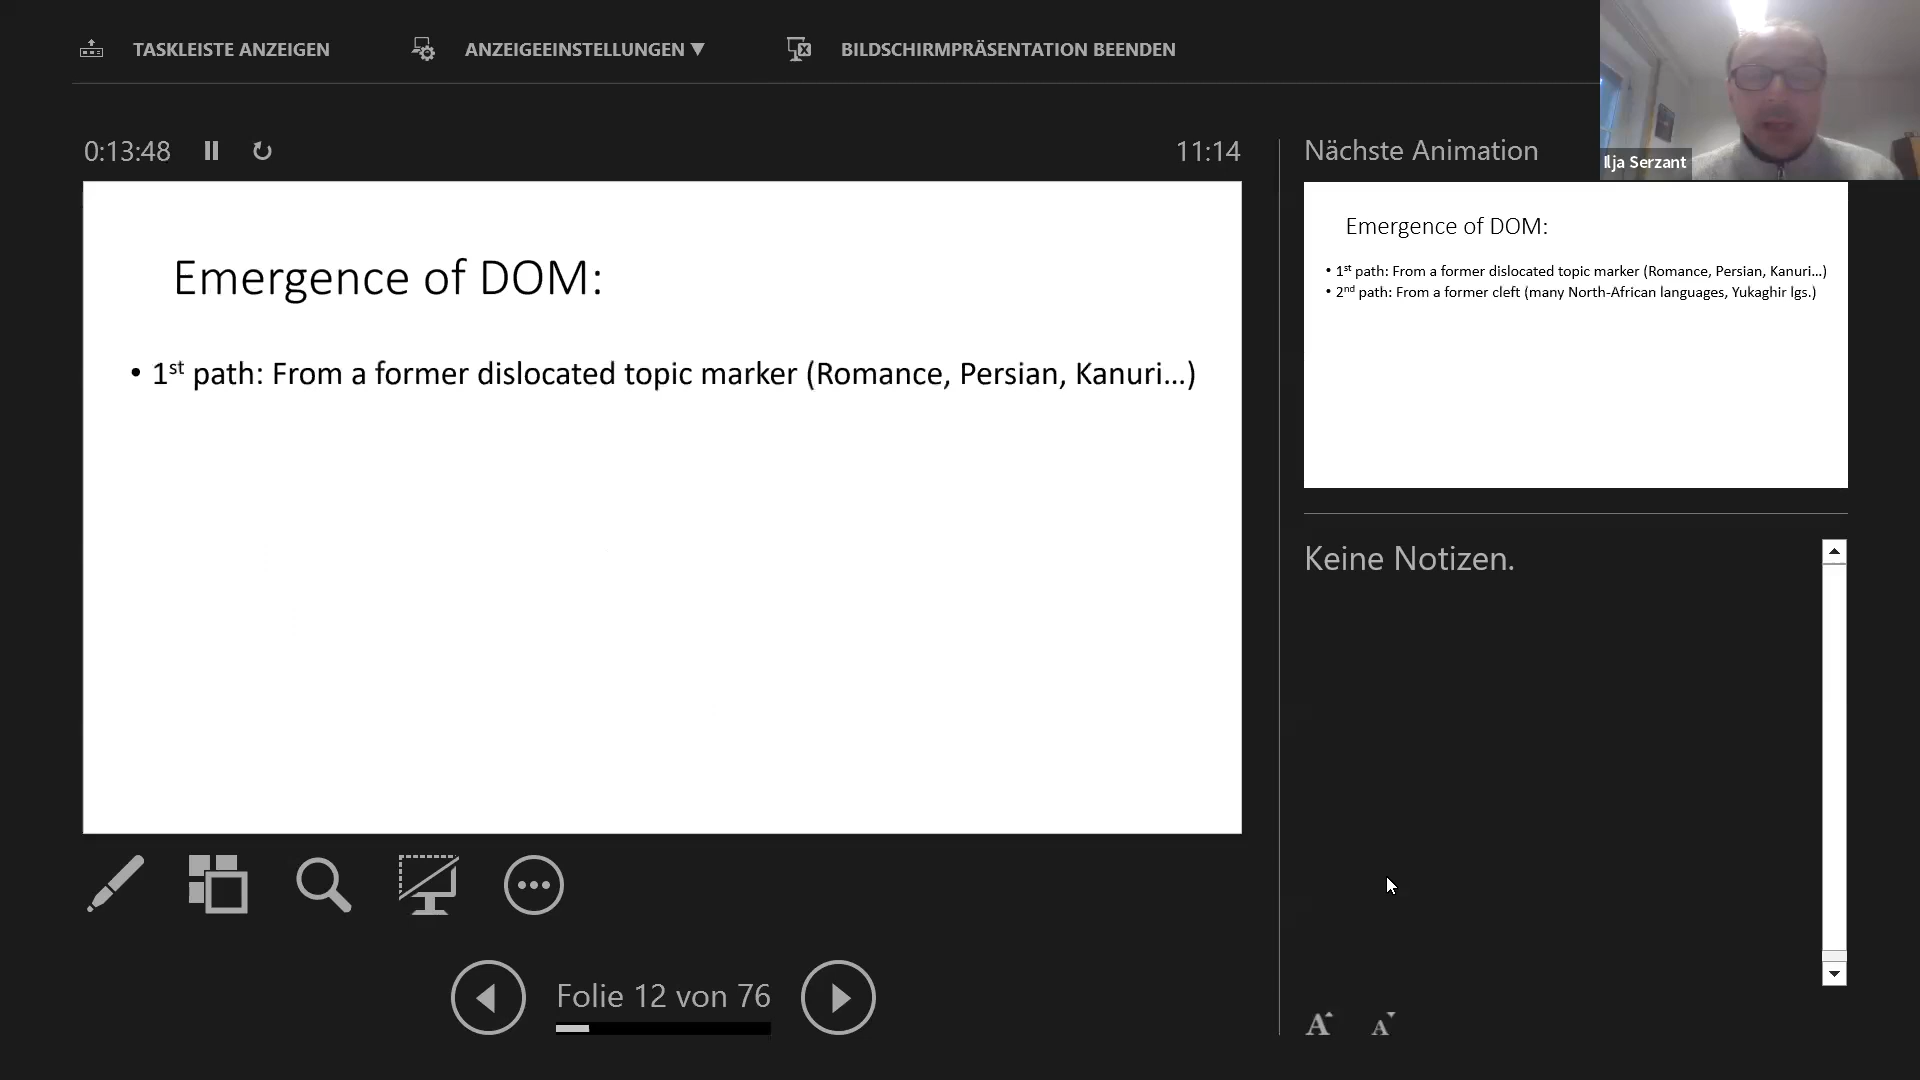 TASKLEISTE ANZEIGEN
ANZEIGEEINSTELLUNGEN ▼
BILDSCHIRMPRÄSENTATION BEENDEN
Ilja Serzant
0:13:48
11:14
Nächste Animation
Emergence of DOM:
• 1st path: From a former dislocated topic marker (Romance, Persian, Kanuri...)
Emergence of DOM:
• 1st path: From a former dislocated topic marker (Romance, Persian, Kanuri...)
• 2nd path: From a former cleft (many North-African languages, Yukaghir lgs.)
Keine Notizen.
Folie 12 von 76
A A